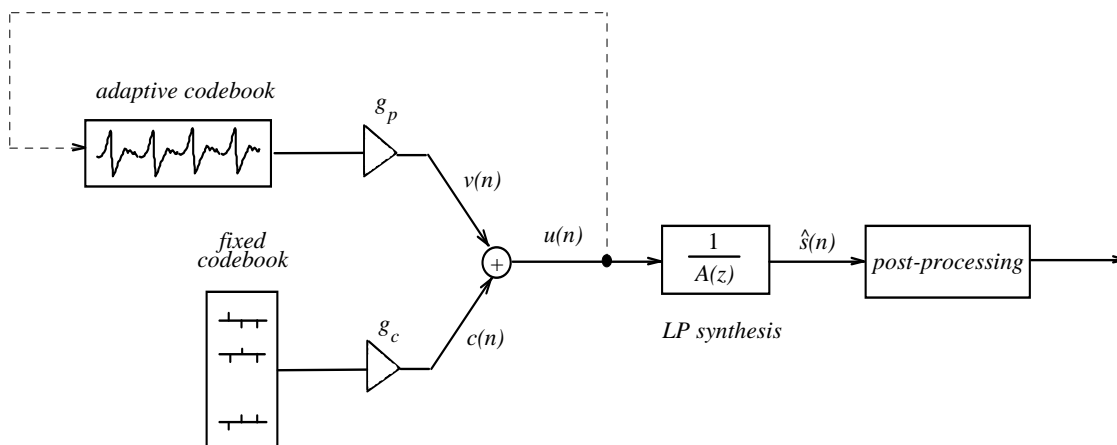 adaptive codebook
g_p
v(n)
fixed
codebook
u(n)
+
1
A(z)
ŝ(n)
post-processing
LP synthesis
g_c
c(n)